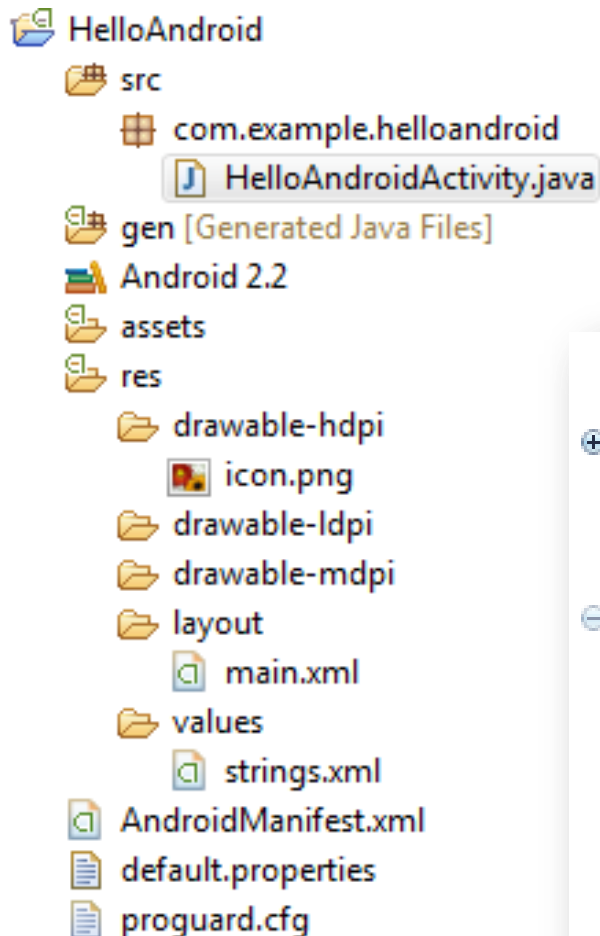 HelloAndroid
src
com.example.helloandroid
HelloAndroidActivity.java
gen [Generated Java Files]
Android 2.2
assets
res
drawable-hdpi
icon.png
drawable-ldpi
drawable-mdpi
layout
main.xml
values
strings.xml
AndroidManifest.xml
default.properties
proguard.cfg